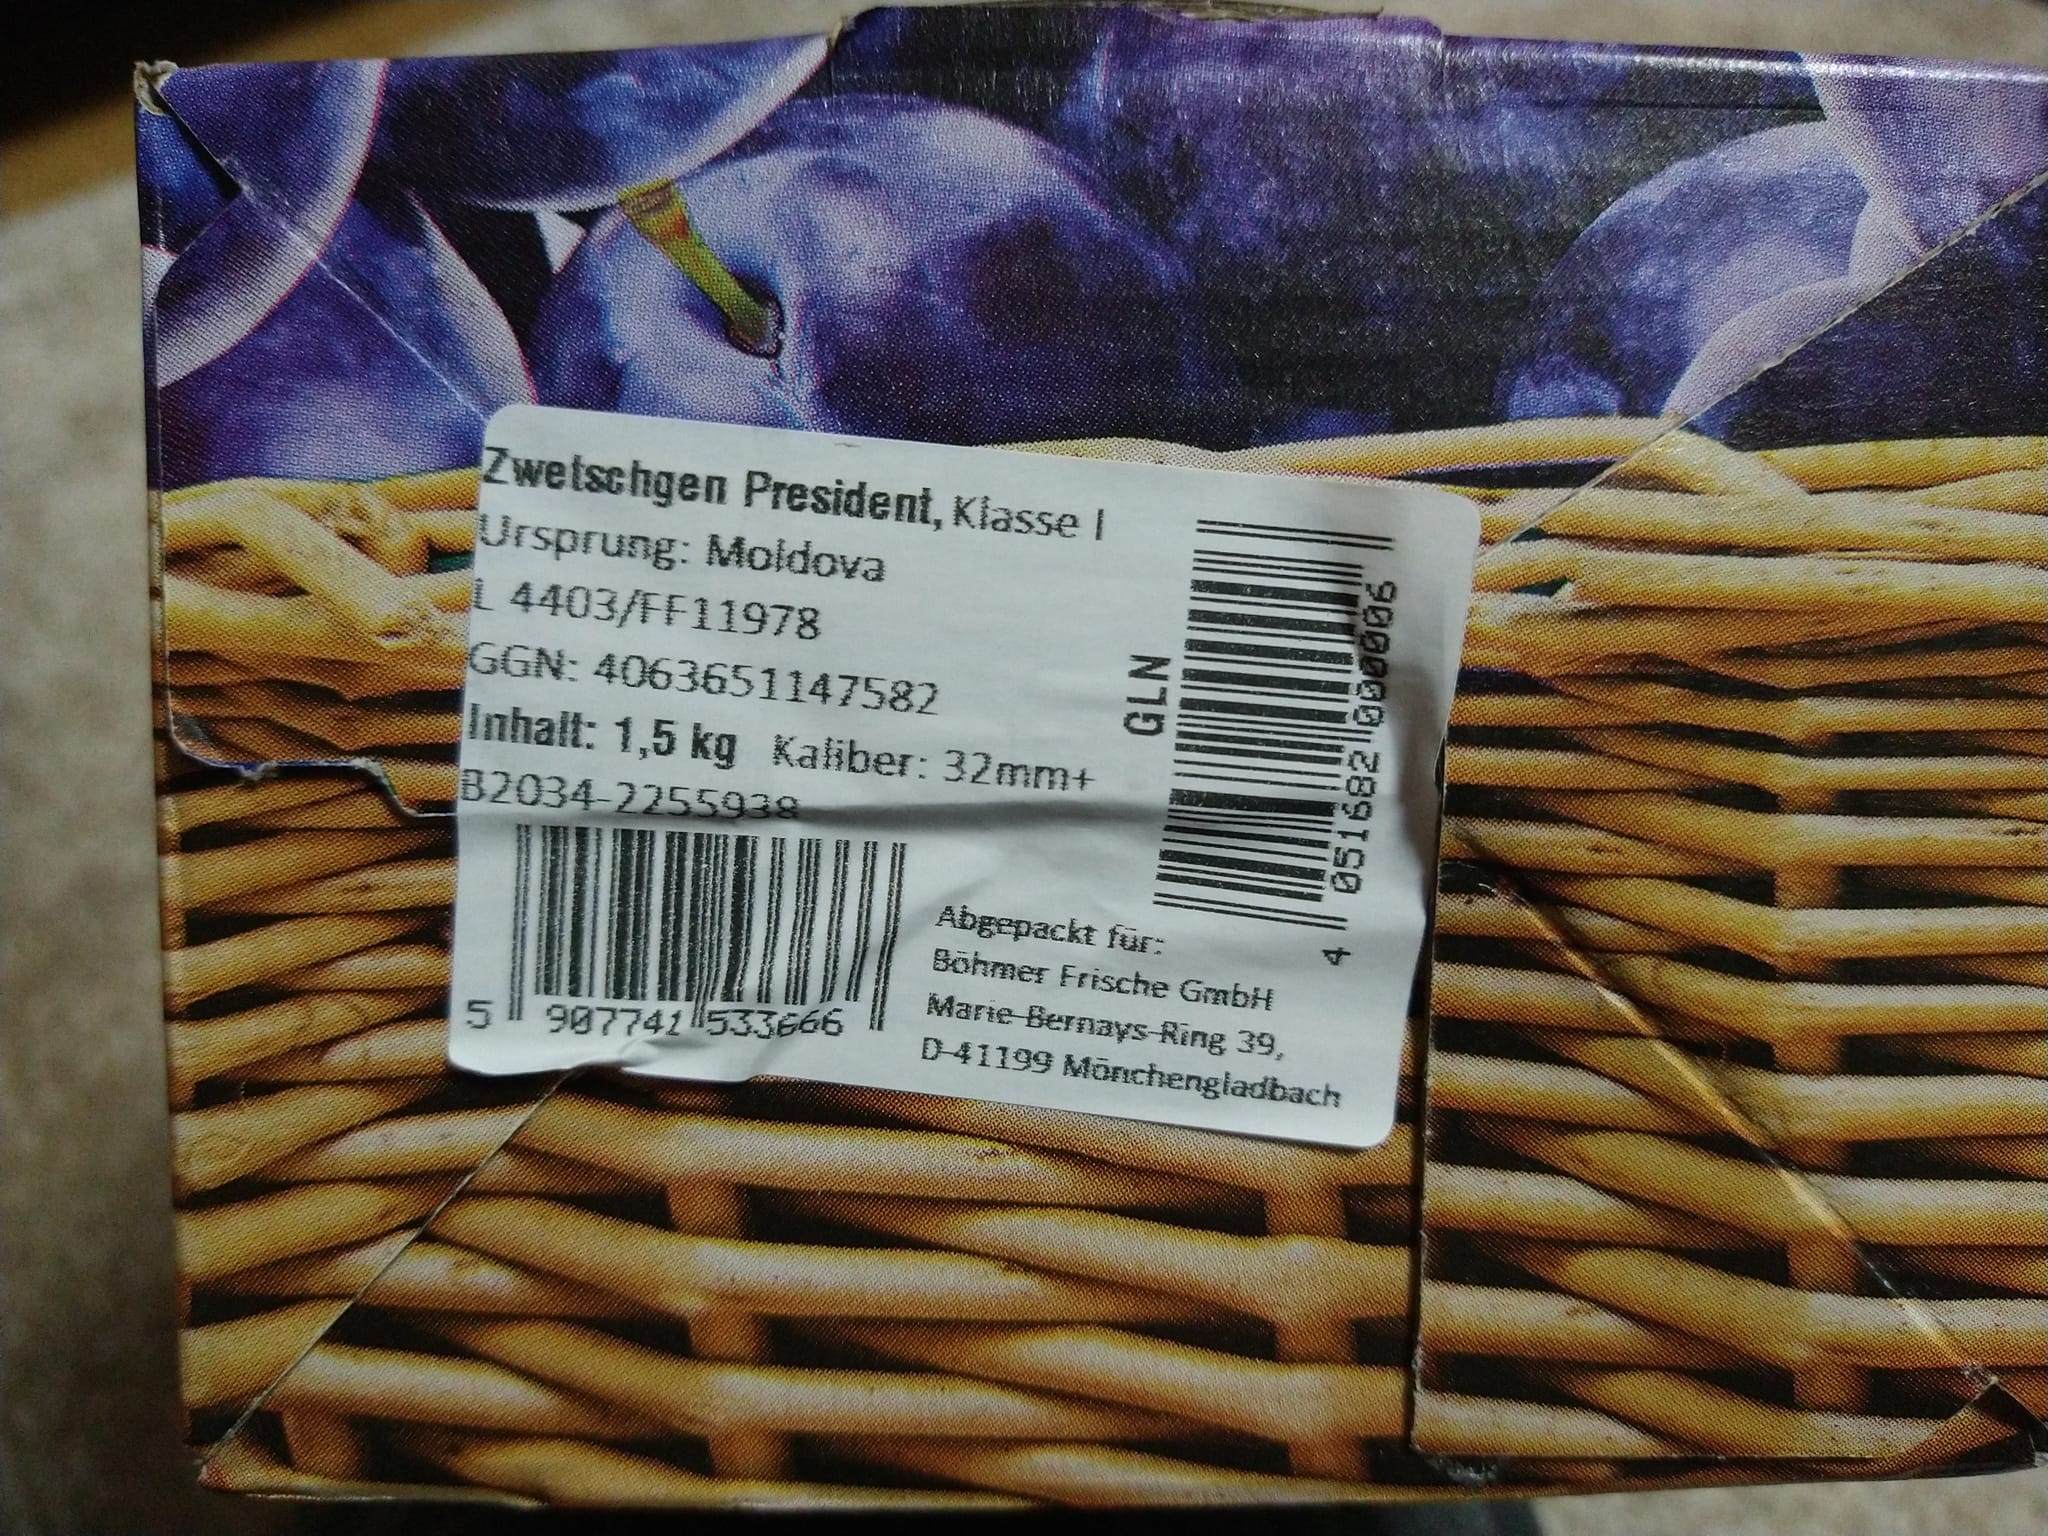 Zwetschgen President, Klasse I
Ursprung: Moldova
L 4403/FF11978
GGN: 4063651147582
Inhalt: 1,5 kg Kaliber: 32mm+
B2034-2255938
5 907741 533666
GLN
4 051682 000006
Abgepackt für:
Böhmer Frische GmbH
Marie-Bernays-Ring 39,
D-41199 Mönchengladbach